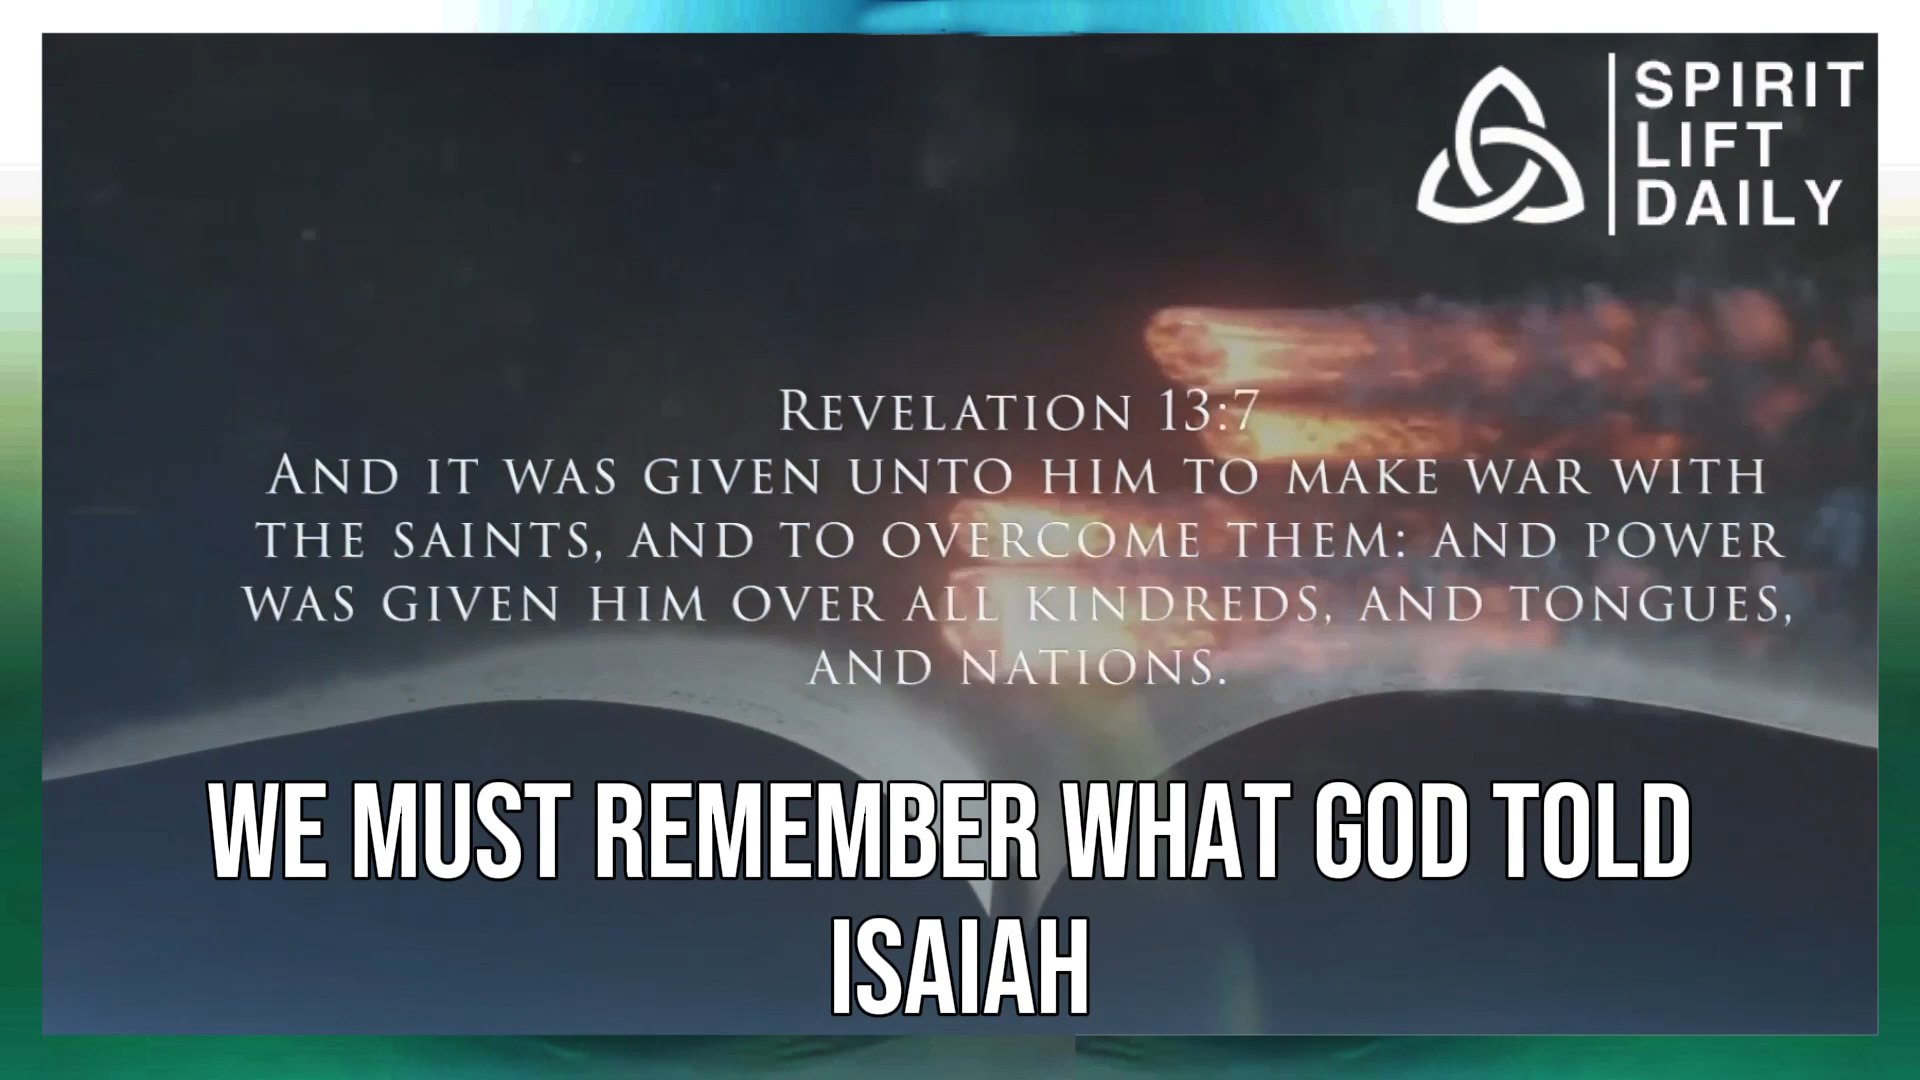 SPIRIT
LIFT
DAILY
REVELATION 13:7
AND IT WAS GIVEN UNTO HIM TO MAKE WAR WITH
THE SAINTS, AND TO OVERCOME THEM: AND POWER
WAS GIVEN HIM OVER ALL KINDREDS, AND TONGUES,
AND NATIONS.
WE MUST REMEMBER WHAT GOD TOLD
ISAIAH